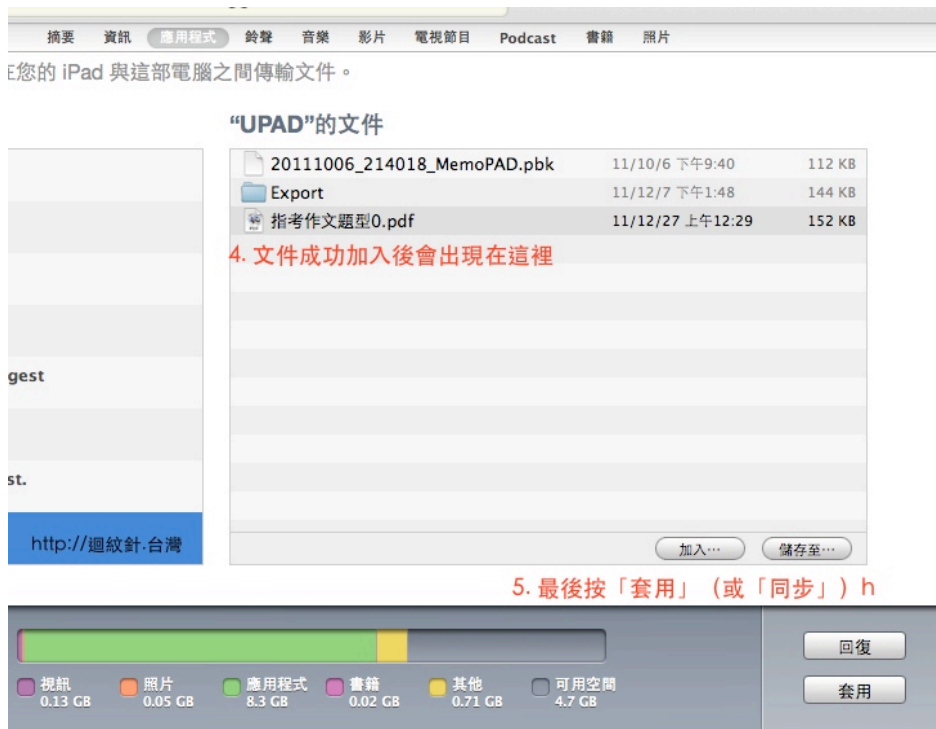 摘要 資訊 應用程式 鈴聲 音樂 影片 電視節目 Podcast 書籍 照片
在您的 iPad 與這部電腦之間傳輸文件。
“UPAD”的文件
20111006_214018_MemoPAD.pbk 11/10/6 下午9:40 112 KB
Export 11/12/7 下午1:48 144 KB
指考作文題型0.pdf 11/12/27 上午12:29 152 KB
4. 文件成功加入後會出現在這裡
gest
st.
http://迴紋針.台灣
加入… 儲存至…
5. 最後按「套用」（或「同步」）h
回復
視訊 照片 應用程式 書籍 其他 可用空間
0.13 GB 0.05 GB 8.3 GB 0.02 GB 0.71 GB 4.7 GB
套用